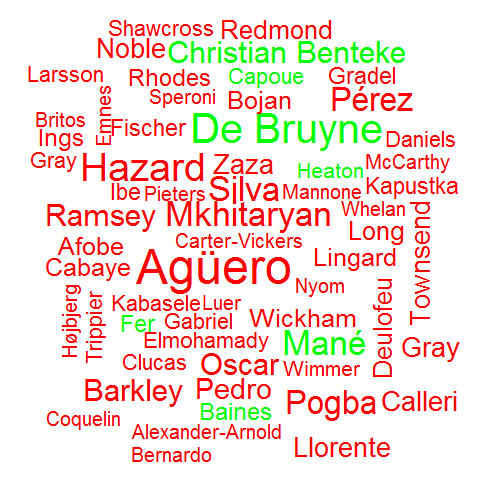 Shawcross Redmond
Noble Christian Benteke
Larsson Rhodes Capoue Gradel
Emnes Speroni Bojan Pérez
Britos Fischer De Bruyne Daniels
Ings
Gray Hazard Zaza Heaton McCarthy
Ibe Pieters Silva Mannone Kapustka
Ramsey Mkhitaryan Whelan Townsend
Afobe Carter-Vickers Long
Cabaye Agüero Lingard
Højbjerg Trippier Nyom Deulofeu
Kabasele Luer
Fer Gabriel Wickham
Elmohamady Mané Gray
Clucas Oscar Wimmer
Barkley Pedro Pogba Calleri
Coquelin Baines
Alexander-Arnold
Bernardo Llorente